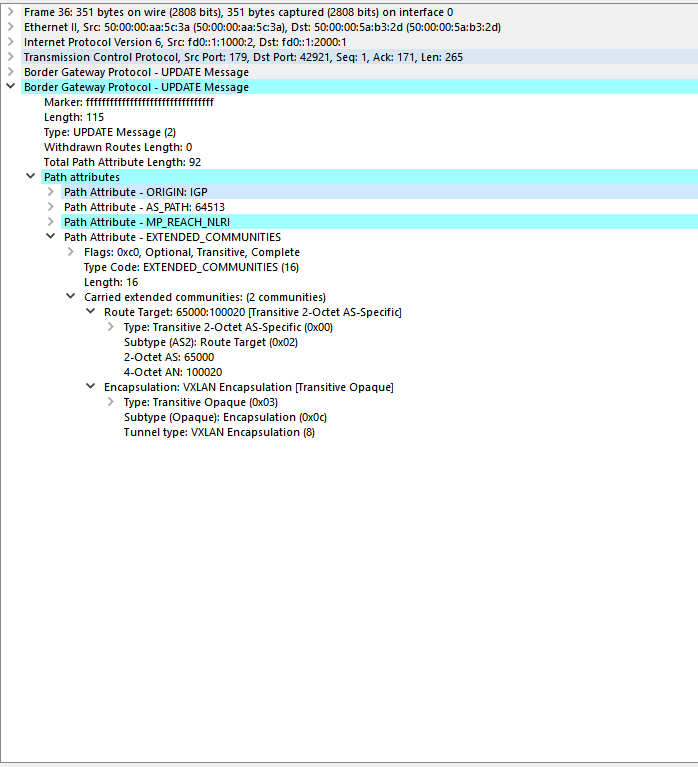 Frame 36: 351 bytes on wire (2808 bits), 351 bytes captured (2808 bits) on interface 0
Ethernet II, Src: 50:00:00:aa:5c:3a (50:00:00:aa:5c:3a), Dst: 50:00:00:5a:b3:2d (50:00:00:5a:b3:2d)
Internet Protocol Version 6, Src: fd0::1:1000:2, Dst: fd0::1:2000:1
Transmission Control Protocol, Src Port: 179, Dst Port: 42921, Seq: 1, Ack: 171, Len: 265
Border Gateway Protocol - UPDATE Message
Border Gateway Protocol - UPDATE Message
Marker: ffffffffffffffffffffffffffffffff
Length: 115
Type: UPDATE Message (2)
Withdrawn Routes Length: 0
Total Path Attribute Length: 92
Path attributes
Path Attribute - ORIGIN: IGP
Path Attribute - AS_PATH: 64513
Path Attribute - MP_REACH_NLRI
Path Attribute - EXTENDED_COMMUNITIES
Flags: 0xc0, Optional, Transitive, Complete
Type Code: EXTENDED_COMMUNITIES (16)
Length: 16
Carried extended communities: (2 communities)
Route Target: 65000:100020 [Transitive 2-Octet AS-Specific]
Type: Transitive 2-Octet AS-Specific (0x00)
Subtype (AS2): Route Target (0x02)
2-Octet AS: 65000
4-Octet AN: 100020
Encapsulation: VXLAN Encapsulation [Transitive Opaque]
Type: Transitive Opaque (0x03)
Subtype (Opaque): Encapsulation (0x0c)
Tunnel type: VXLAN Encapsulation (8)